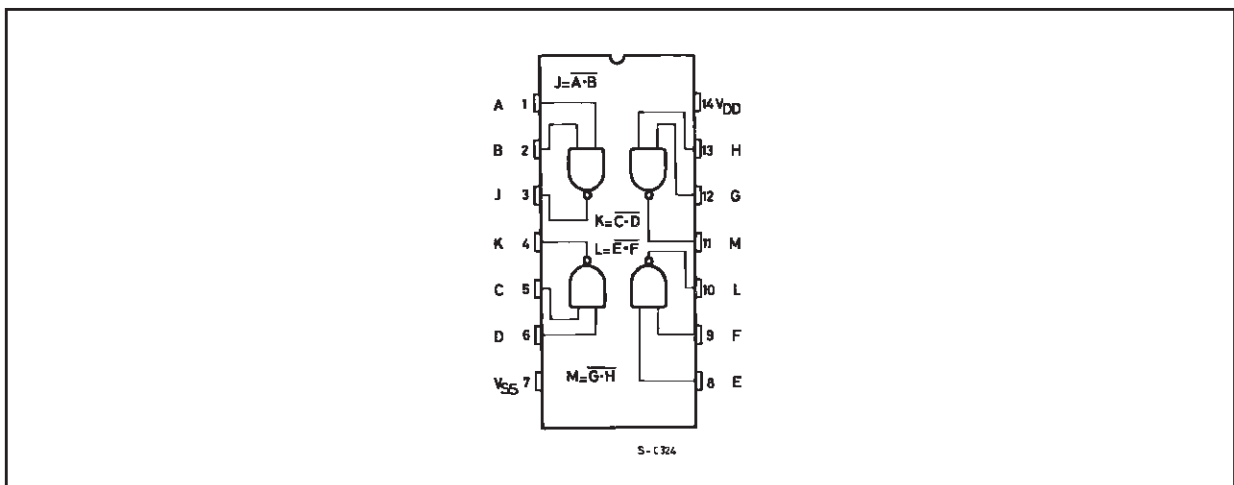 J=A·B
A 1
14 VDD
B 2
13 H
J 3
12 G
K=C·D
K 4
11 M
L=E·F
C 5
10 L
D 6
9 F
VSS 7
M=G·H
8 E
S-C324